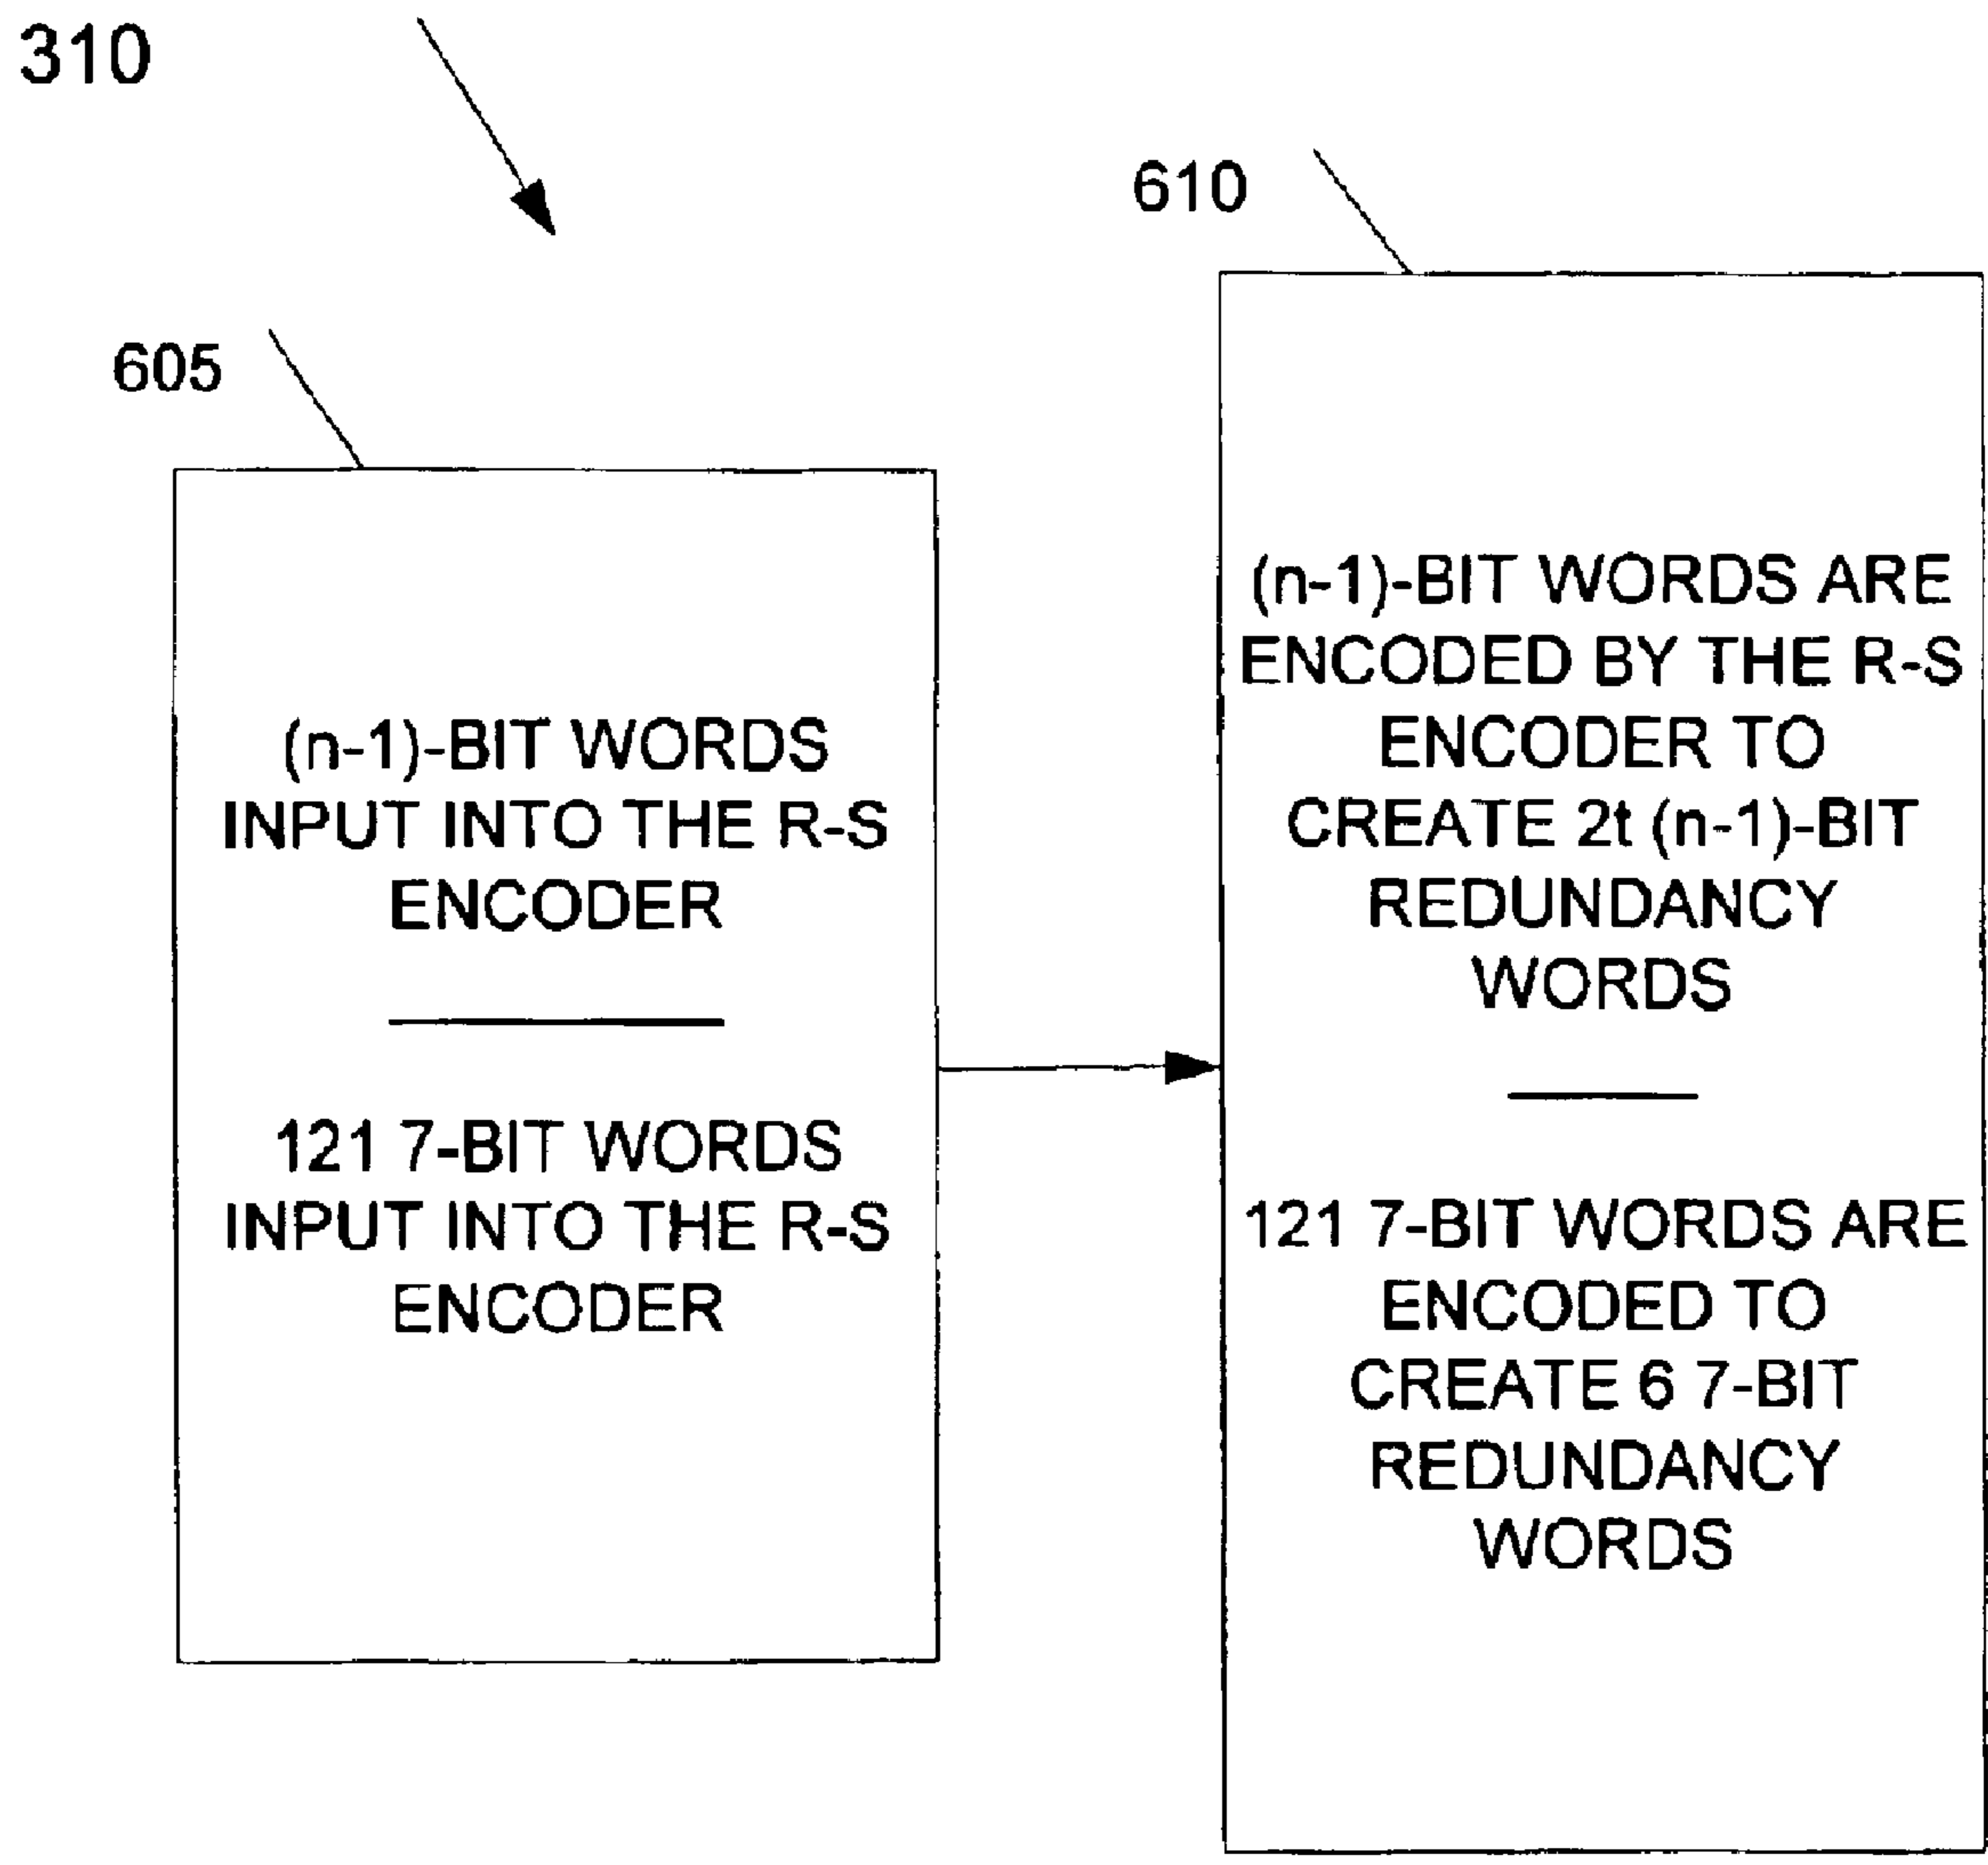 310
605
(n-1)-BIT WORDS
INPUT INTO THE R-S
ENCODER
121 7-BIT WORDS
INPUT INTO THE R-S
ENCODER
610
(n-1)-BIT WORDS ARE
ENCODED BY THE R-S
ENCODER TO
CREATE 2t (n-1)-BIT
REDUNDANCY
WORDS
121 7-BIT WORDS ARE
ENCODED TO
CREATE 6 7-BIT
REDUNDANCY
WORDS